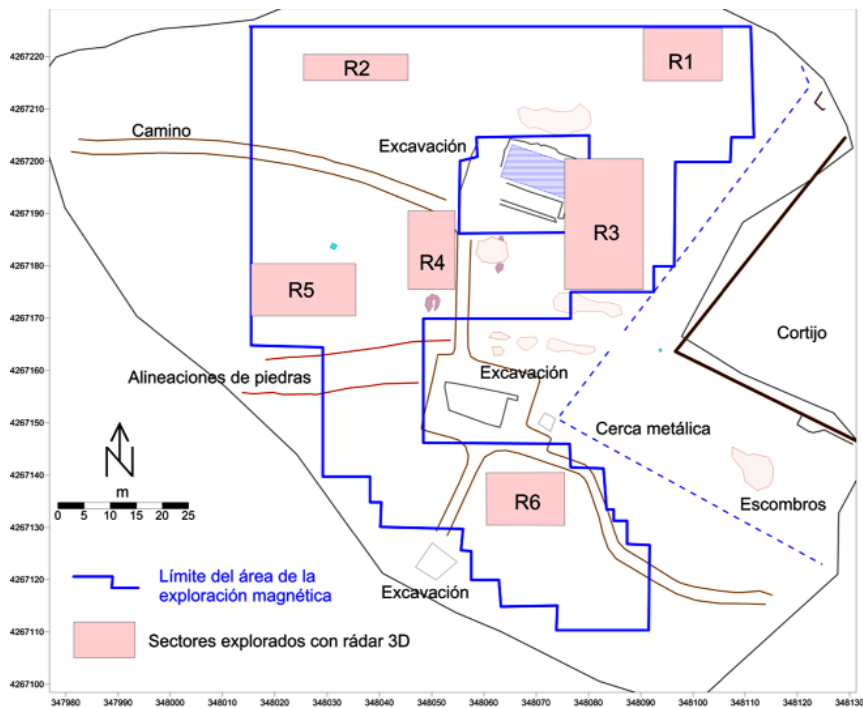 4267220
R2
R1
4267210
Camino
Excavación
4267200
4267190
R3
R4
4267180
R5
4267170
Cortijo
4267160
Alineaciones de piedras
Excavación
4267150
Cerca metálica
N
4267140
m
R6
Escombros
0 5 10 15 20 25
4267130
Límite del área de la
exploración magnética
4267120
Excavación
Sectores explorados con rádar 3D
4267110
4267100
347980 347990 348000 348010 348020 348030 348040 348050 348060 348070 348080 348090 348100 348110 348120 348130